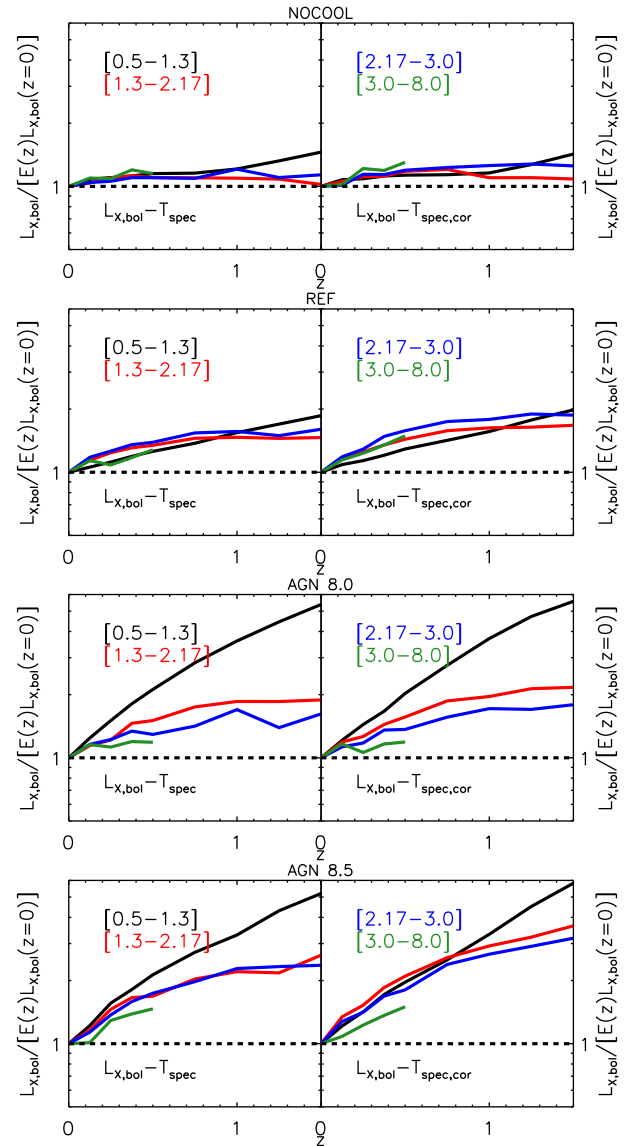 NOCOOL
L_X,bol/[E(z)L_X,bol(z=0)]
1
[0.5−1.3]
[1.3−2.17]
L_X,bol−T_spec
[2.17−3.0]
[3.0−8.0]
L_X,bol−T_spec,cor
1
L_X,bol/[E(z)L_X,bol(z=0)]
0 1 0 1
z
REF
L_X,bol/[E(z)L_X,bol(z=0)]
1
[0.5−1.3]
[1.3−2.17]
L_X,bol−T_spec
[2.17−3.0]
[3.0−8.0]
L_X,bol−T_spec,cor
1
L_X,bol/[E(z)L_X,bol(z=0)]
0 1 0 1
z
AGN 8.0
L_X,bol/[E(z)L_X,bol(z=0)]
1
[0.5−1.3]
[1.3−2.17]
L_X,bol−T_spec
[2.17−3.0]
[3.0−8.0]
L_X,bol−T_spec,cor
1
L_X,bol/[E(z)L_X,bol(z=0)]
0 1 0 1
z
AGN 8.5
L_X,bol/[E(z)L_X,bol(z=0)]
1
[0.5−1.3]
[1.3−2.17]
L_X,bol−T_spec
[2.17−3.0]
[3.0−8.0]
L_X,bol−T_spec,cor
1
L_X,bol/[E(z)L_X,bol(z=0)]
0 1 0 1
z